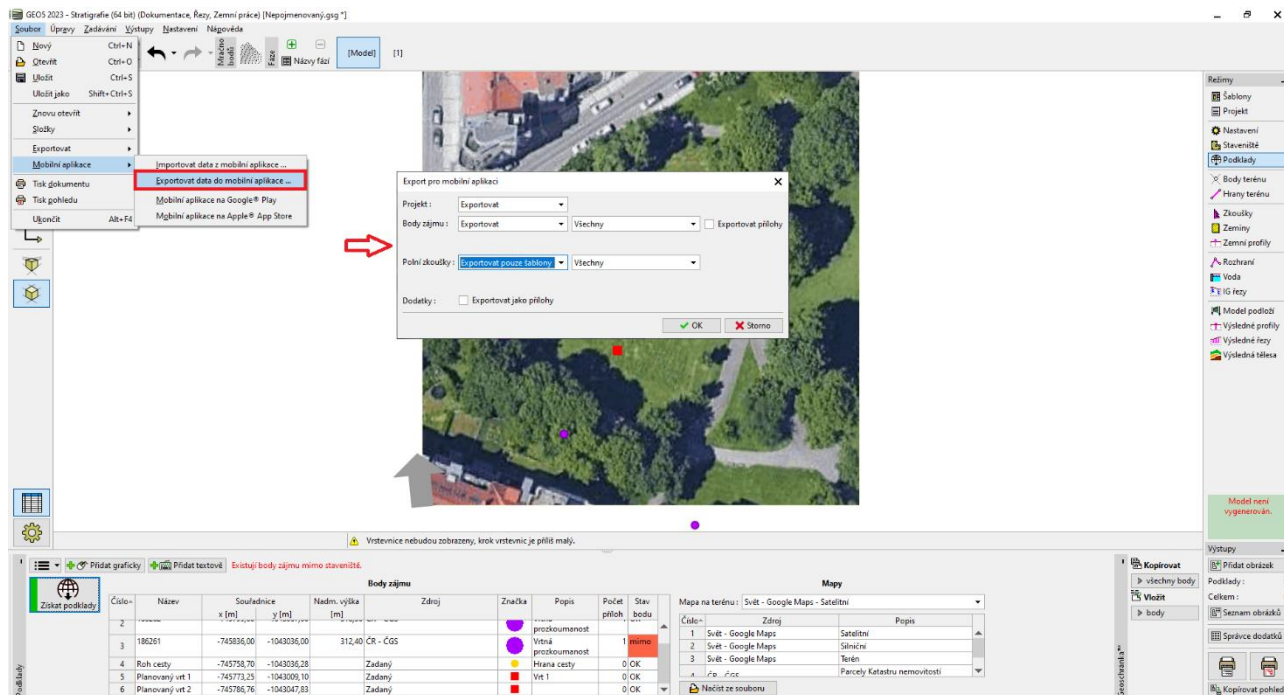 GEO5 2023 - Stratigrafie (64 bit) (Dokumentace, Řezy, Zemní práce) [Nepojmenovaný.gsg *]
Soubor Úpravy Zadávání Výstupy Nastavení Nápověda
Nový Ctrl+N
Otevřít Ctrl+O
Uložit Ctrl+S
Uložit jako Shift+Ctrl+S
Znovu otevřít
Složky
Exportovat
Mobilní aplikace
Tisk dokumentu
Tisk pohledu
Ukončit Alt+F4
Importovat data z mobilní aplikace ...
Exportovat data do mobilní aplikace ...
Mobilní aplikace na Google® Play
Mobilní aplikace na Apple® App Store
Mračno bodů
Fáze
Názvy fází
[Model]
[1]
Export pro mobilní aplikaci
Projekt : Exportovat
Body zájmu : Exportovat Všechny Exportovat přílohy
Polní zkoušky : Exportovat pouze šablony Všechny
Dodatky : Exportovat jako přílohy
OK Storno
Režimy
Šablony
Projekt
Nastavení
Staveniště
Podklady
Body terénu
Hrany terénu
Zkoušky
Zeminy
Zemní profily
Rozhraní
Voda
IG řezy
Model podloží
Výsledné profily
Výsledné řezy
Výsledná tělesa
Model není vygenerován.
Vrstevnice nebudou zobrazeny, krok vrstevnic je příliš malý.
Přidat graficky Přidat textově Existují body zájmu mimo staveniště.
Získat podklady
Body zájmu
Číslo Název Souřadnice Nadm. výška Zdroj Značka Popis Počet Stav
x [m] y [m] [m] příloh bodu
2 prozkoumanost
3 186261 -745836,00 -1043036,00 312,40 ČR - ČGS Vrtná prozkoumanost 1 mimo
4 Roh cesty -745758,70 -1043036,28 Zadaný Hrana cesty 0 OK
5 Planovaný vrt 1 -745773,25 -1043009,10 Zadaný Vrt 1 0 OK
6 Planovaný vrt 2 -745786,76 -1043047,83 Zadaný 0 OK
Mapy
Mapa na terénu : Svět - Google Maps - Satelitní
Číslo Zdroj Popis
1 Svět - Google Maps Satelitní
2 Svět - Google Maps Silniční
3 Svět - Google Maps Terén
4 ČR - ČGS Parcely Katastru nemovitostí
Načíst ze souboru
Podklady
Geoschránka™
Kopírovat
všechny body
Vložit
body
Výstupy
Přidat obrázek
Podklady :
Celkem :
Seznam obrázků
Správce dodatků
Kopírovat pohled